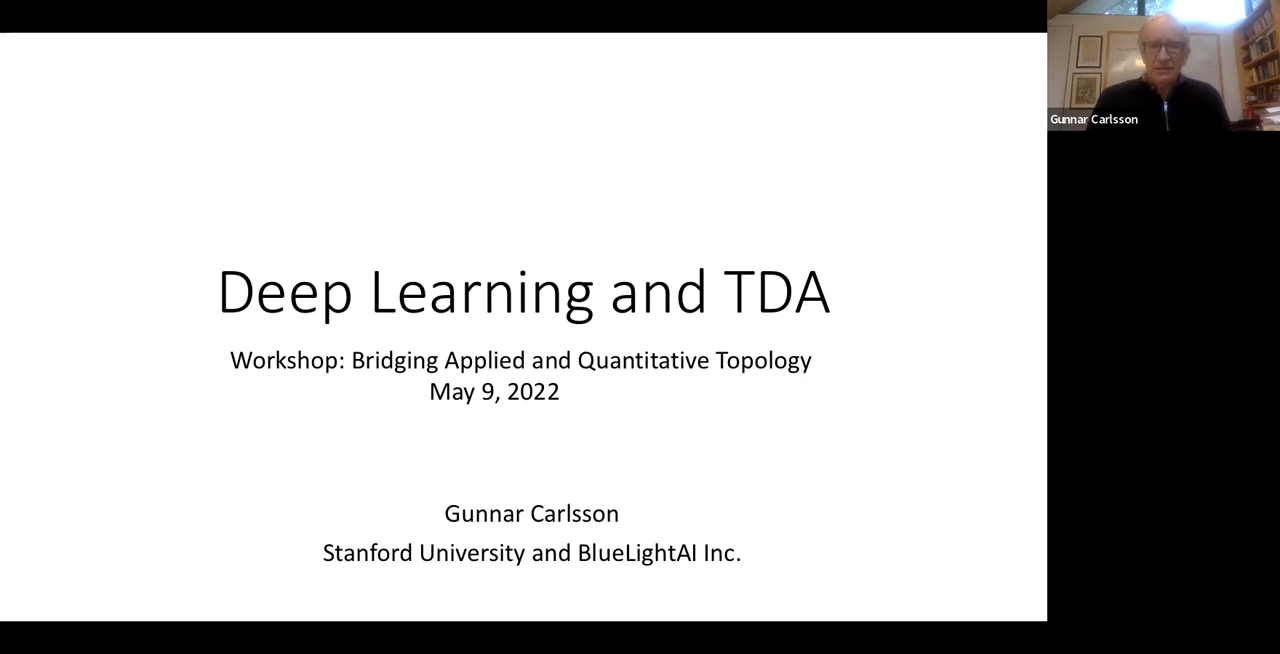 Deep Learning and TDA
Workshop: Bridging Applied and Quantitative Topology
May 9, 2022
Gunnar Carlsson
Stanford University and BlueLightAI Inc.
Gunnar Carlsson